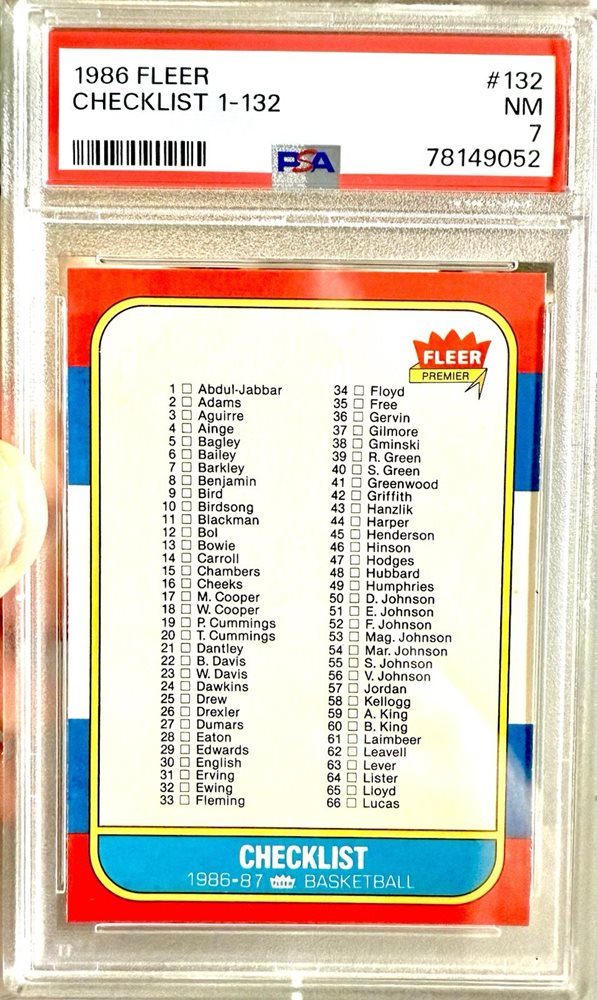 1986 FLEER
#132
CHECKLIST 1-132
NM
7
PSA
78149052
FLEER
PREMIER
1 Abdul-Jabbar
2 Adams
3 Aguirre
4 Ainge
5 Bagley
6 Bailey
7 Barkley
8 Benjamin
9 Bird
10 Birdsong
11 Blackman
12 Bol
13 Bowie
14 Carroll
15 Chambers
16 Cheeks
17 M. Cooper
18 W. Cooper
19 P. Cummings
20 T. Cummings
21 Dantley
22 B. Davis
23 W. Davis
24 Dawkins
25 Drew
26 Drexler
27 Dumars
28 Eaton
29 Edwards
30 English
31 Erving
32 Ewing
33 Fleming
34 Floyd
35 Free
36 Gervin
37 Gilmore
38 Gminski
39 R. Green
40 S. Green
41 Greenwood
42 Griffith
43 Hanzlik
44 Harper
45 Henderson
46 Hinson
47 Hodges
48 Hubbard
49 Humphries
50 D. Johnson
51 E. Johnson
52 F. Johnson
53 Mag. Johnson
54 Mar. Johnson
55 S. Johnson
56 V. Johnson
57 Jordan
58 Kellogg
59 A. King
60 B. King
61 Laimbeer
62 Leavell
63 Lever
64 Lister
65 Lloyd
66 Lucas
CHECKLIST
1986-87 FLEER BASKETBALL